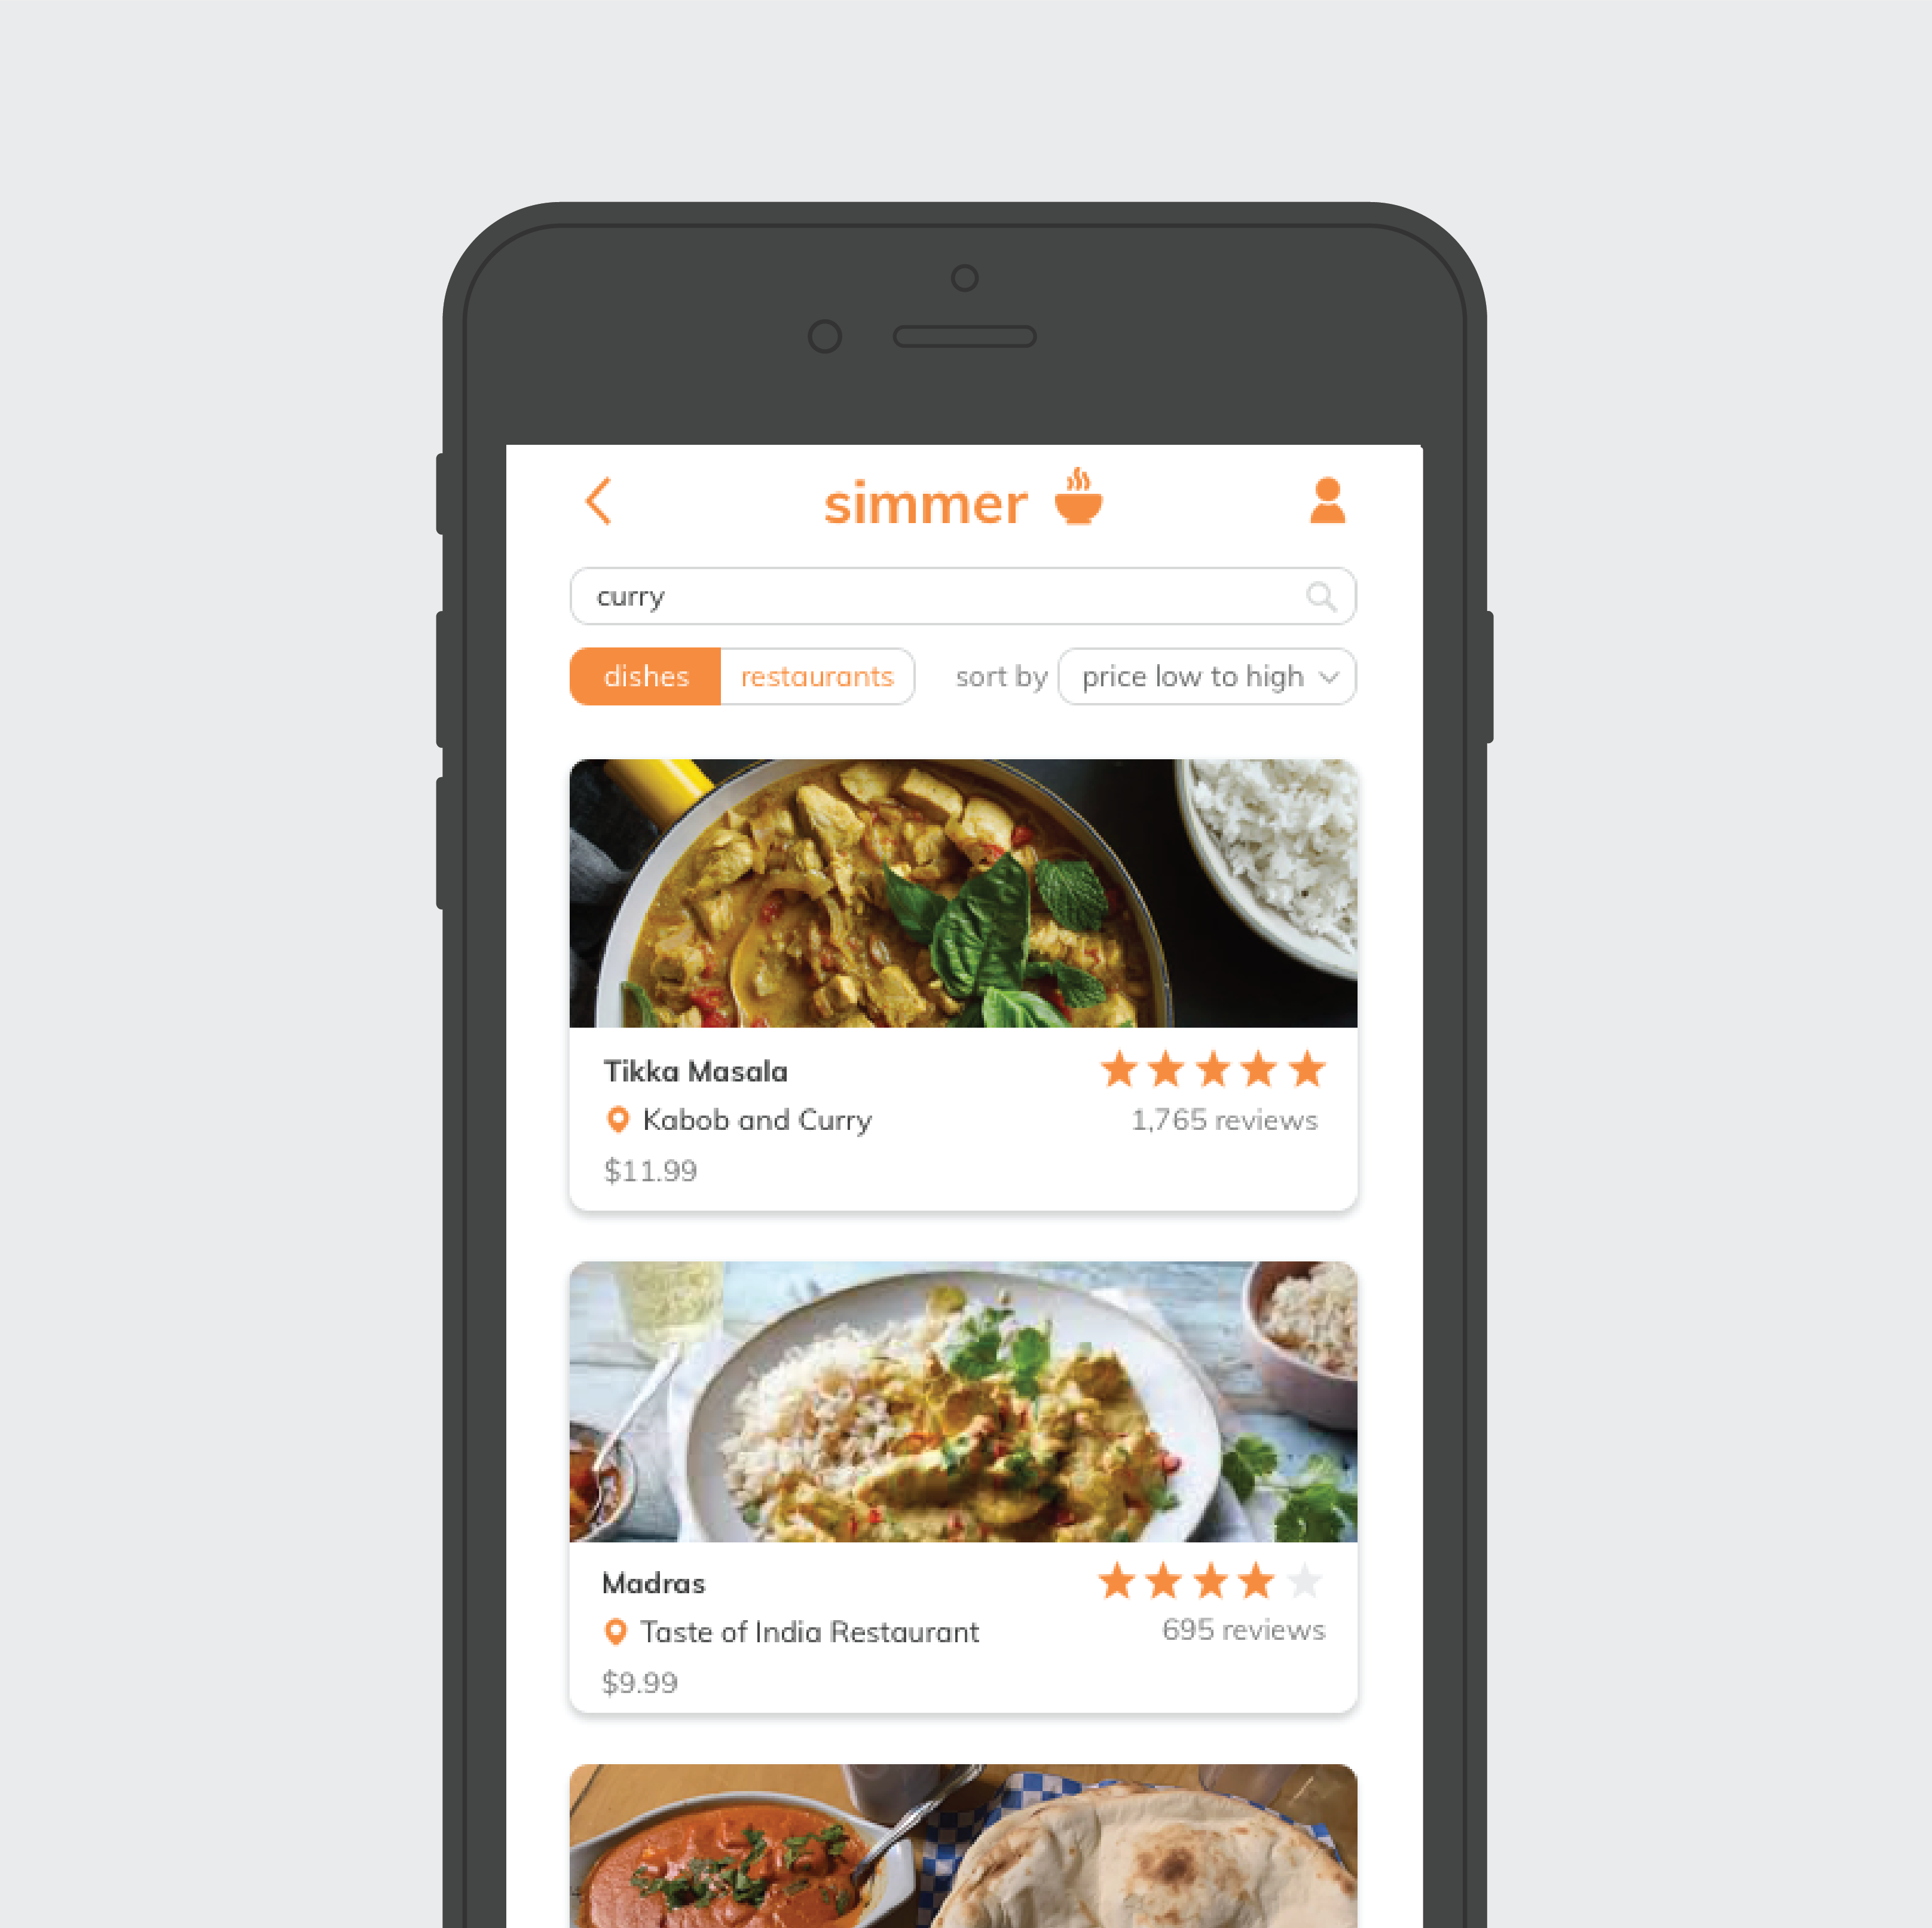 simmer
curry
dishes restaurants sort by price low to high
Tikka Masala
Kabob and Curry 1,765 reviews
$11.99
Madras
Taste of India Restaurant 695 reviews
$9.99